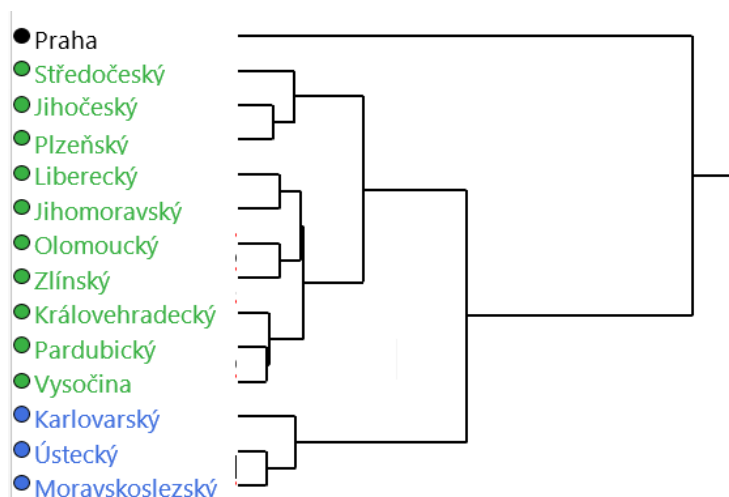 Praha
Středočeský
Jihočeský
Plzeňský
Liberecký
Jihomoravský
Olomoucký
Zlínský
Královehradecký
Pardubický
Vysočina
Karlovarský
Ústecký
Moravskoslezský